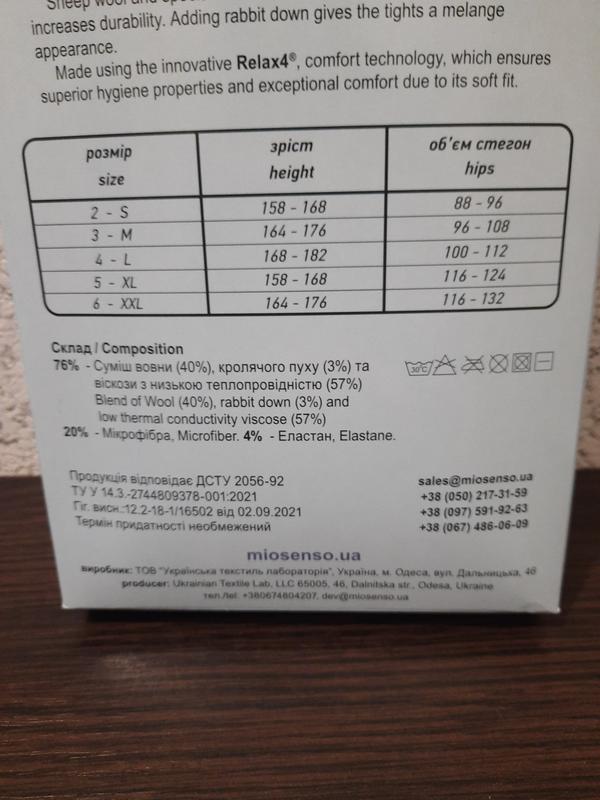 Sheep wool and
increases durability. Adding rabbit down gives the tights a melange
appearance.
Made using the innovative Relax4®, comfort technology, which ensures
superior hygiene properties and exceptional comfort due to its soft fit.
розмір зріст об'єм стегон
size height hips
2 - S 158 - 168 88 - 96
3 - M 164 - 176 96 - 108
4 - L 168 - 182 100 - 112
5 - XL 158 - 168 116 - 124
6 - XXL 164 - 176 116 - 132
Склад / Composition
76% - Суміш вовни (40%), кролячого пуху (3%) та
віскози з низькою теплопровідністю (57%)
Blend of Wool (40%), rabbit down (3%) and
low thermal conductivity viscose (57%)
20% - Мікрофібра, Microfiber. 4% - Еластан, Elastane.
30°C
Продукція відповідає ДСТУ 2056-92
ТУ У 14.3.-2744809378-001:2021
Гіг. висн.:12.2-18-1/16502 від 02.09.2021
Термін придатності необмежений
sales@miosenso.ua
+38 (050) 217-31-59
+38 (097) 591-92-63
+38 (067) 486-06-09
miosenso.ua
виробник: ТОВ "Українська текстиль лабораторія", Україна, м. Одеса, вул. Дальницька, 46
producer: Ukrainian Textile Lab, LLC 65005, 46, Dalnitska str., Odesa, Ukraine
тел./tel: +380674804207, dev@miosenso.ua